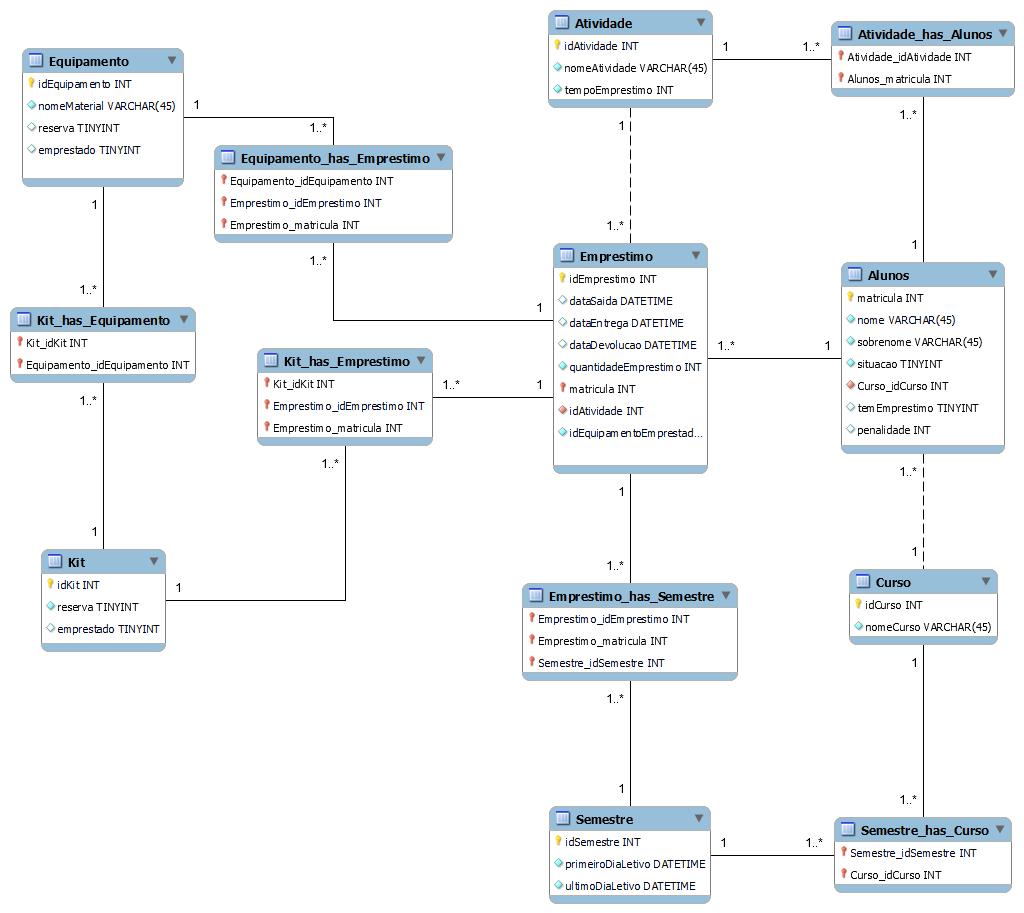 Equipamento
idEquipamento INT
nomeMaterial VARCHAR(45)
reserva TINYINT
emprestado TINYINT
1
1..*
Equipamento_has_Emprestimo
Equipamento_idEquipamento INT
Emprestimo_idEmprestimo INT
Emprestimo_matricula INT
1..*
1
1
1..*
Kit_has_Equipamento
Kit_idKit INT
Equipamento_idEquipamento INT
1..*
1
Kit
idKit INT
reserva TINYINT
emprestado TINYINT
1
1..*
Kit_has_Emprestimo
Kit_idKit INT
Emprestimo_idEmprestimo INT
Emprestimo_matricula INT
1..*
1
Atividade
idAtividade INT
nomeAtividade VARCHAR(45)
tempoEmprestimo INT
1
1..*
1
1..*
Atividade_has_Alunos
Atividade_idAtividade INT
Alunos_matricula INT
1..*
1
Emprestimo
idEmprestimo INT
dataSaida DATETIME
dataEntrega DATETIME
dataDevolucao DATETIME
quantidadeEmprestimo INT
matricula INT
idAtividade INT
idEquipamentoEmprestad...
1..*
1
Alunos
matricula INT
nome VARCHAR(45)
sobrenome VARCHAR(45)
situacao TINYINT
Curso_idCurso INT
temEmprestimo TINYINT
penalidade INT
1..*
1
Curso
idCurso INT
nomeCurso VARCHAR(45)
1
1..*
1
1..*
Emprestimo_has_Semestre
Emprestimo_idEmprestimo INT
Emprestimo_matricula INT
Semestre_idSemestre INT
1..*
1
Semestre
idSemestre INT
primeiroDiaLetivo DATETIME
ultimoDiaLetivo DATETIME
1
1..*
Semestre_has_Curso
Semestre_idSemestre INT
Curso_idCurso INT